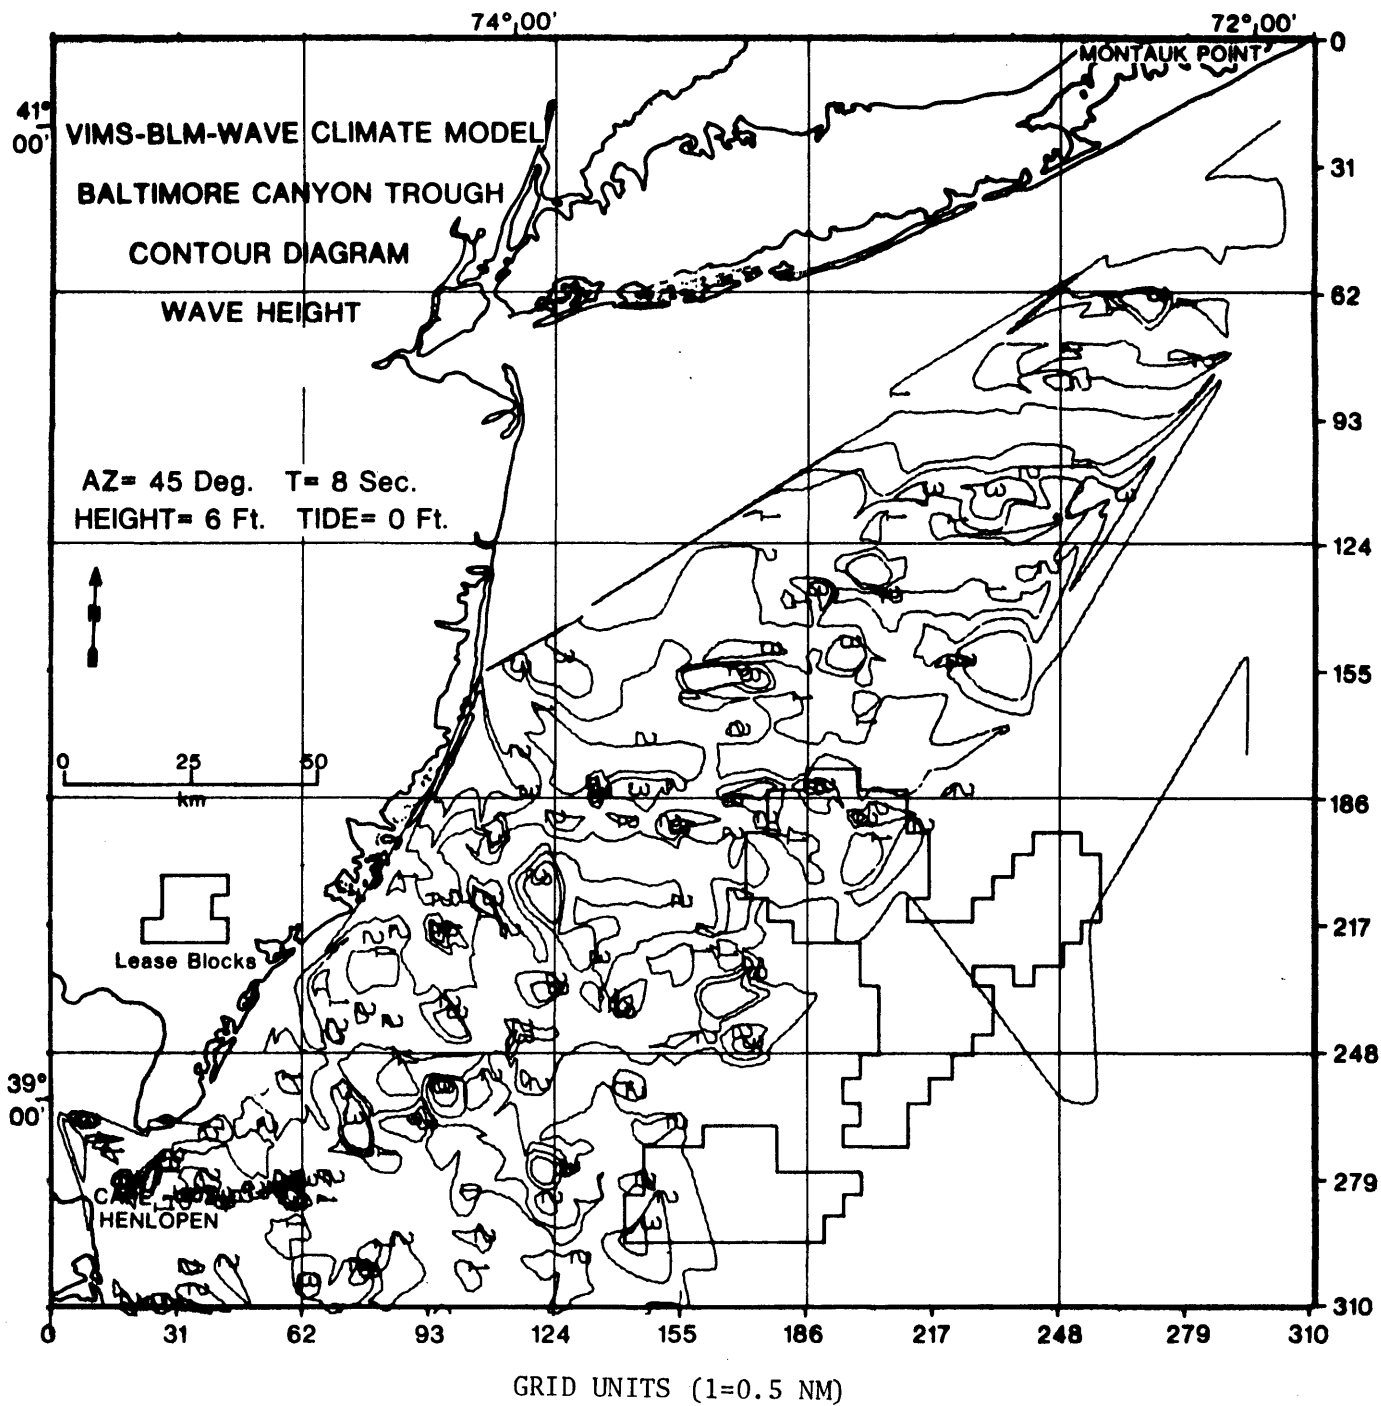 74° 00'
72° 00'
MONTAUK POINT
0
41°
00'
VIMS-BLM-WAVE CLIMATE MODEL
31
BALTIMORE CANYON TROUGH
CONTOUR DIAGRAM
62
WAVE HEIGHT
93
AZ= 45 Deg. T= 8 Sec.
HEIGHT= 6 Ft. TIDE= 0 Ft.
124
155
0 25 50
km
186
217
Lease Blocks
248
39°
00'
279
CAPE
HENLOPEN
310
0 31 62 93 124 155 186 217 248 279 310
GRID UNITS (1=0.5 NM)